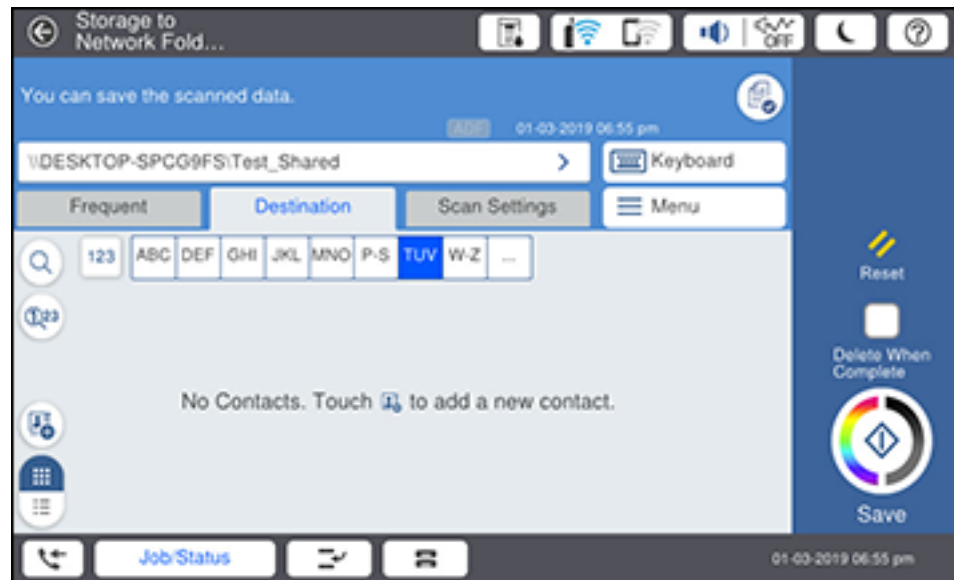 Storage to
Network Fold...
OFF
You can save the scanned data.
ADF 01-03-2019 06:55 pm
\\DESKTOP-SPCG9FS\Test_Shared
Keyboard
Frequent
Destination
Scan Settings
Menu
123
ABC DEF GHI JKL MNO P-S TUV W-Z ...
123
No Contacts. Touch to add a new contact.
Reset
Delete When
Complete
Save
Job/Status
01-03-2019 06:55 pm